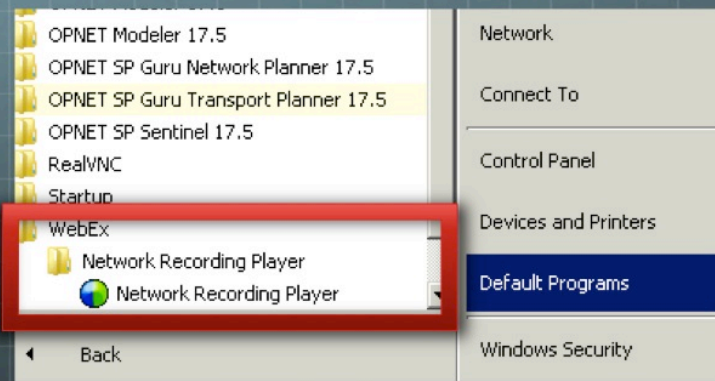 OPNET Modeler 17.5
OPNET SP Guru Network Planner 17.5
OPNET SP Guru Transport Planner 17.5
OPNET SP Sentinel 17.5
RealVNC
Startup
WebEx
Network Recording Player
Network Recording Player
Back
Network
Connect To
Control Panel
Devices and Printers
Default Programs
Windows Security